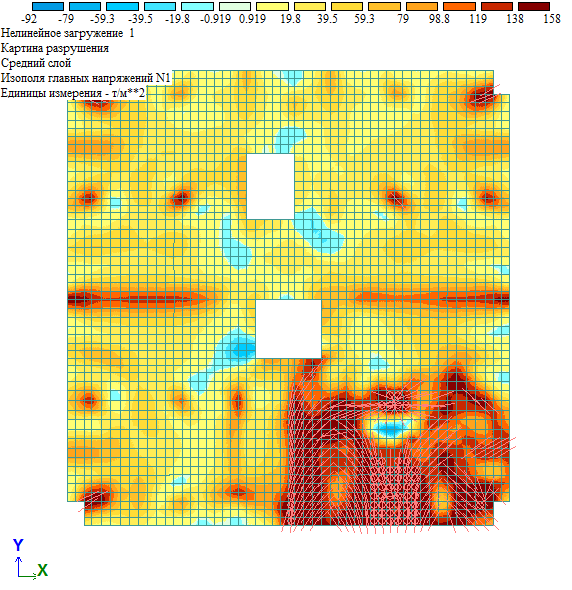 -92 -79 -59.3 -39.5 -19.8 -0.919 0.919 19.8 39.5 59.3 79 98.8 119 138 158
Нелинейное загружение 1
Картина разрушения
Средний слой
Изополя главных напряжений N1
Единицы измерения - т/м**2
Y
X